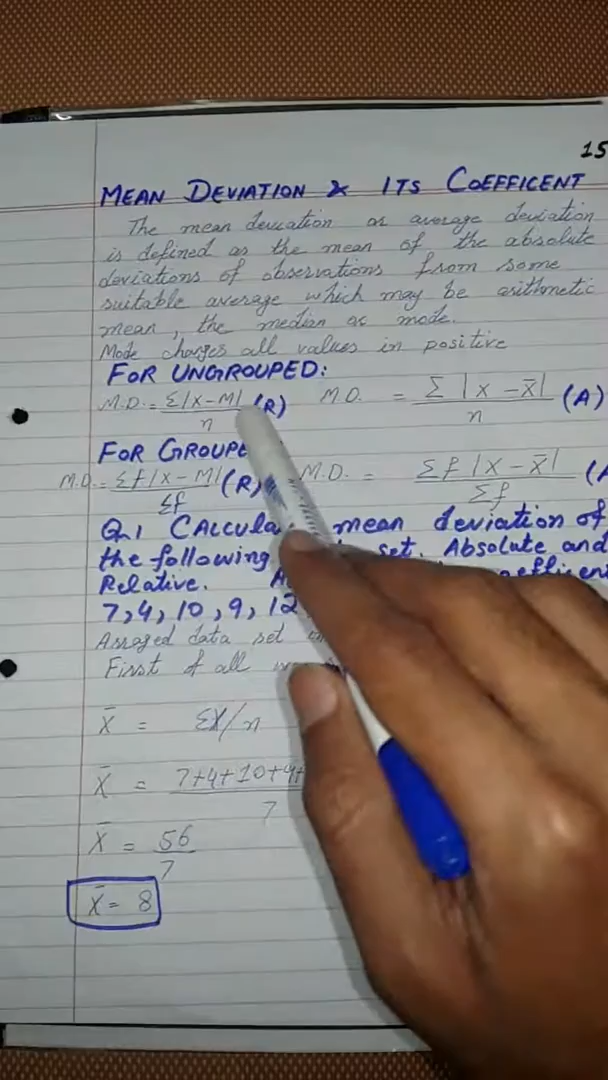 15
MEAN DEVIATION & ITS COEFFICENT
The mean deviation or average deviation
is defined as the mean of the absolute
deviations of observations from some
suitable average which may be arithmetic
mean, the median or mode.
Mode changes all values in positive
FOR UNGROUPED:
M.D. = Σ|X-M| / n (R) M.D. = Σ |X - X̄| / n (A)
FOR GROUPE
M.D. = Σf|X-M| / Σf (R) M.D. = Σf |X - X̄| / Σf
Q.1 CALCULA mean deviation of
the following set. Absolute and
Relative.
7, 4, 10, 9, 12
data set
First of all
X̄ = ΣX/n
X̄ = 7+4+10+9+ / 7
X̄ = 56 / 7
X̄ = 8